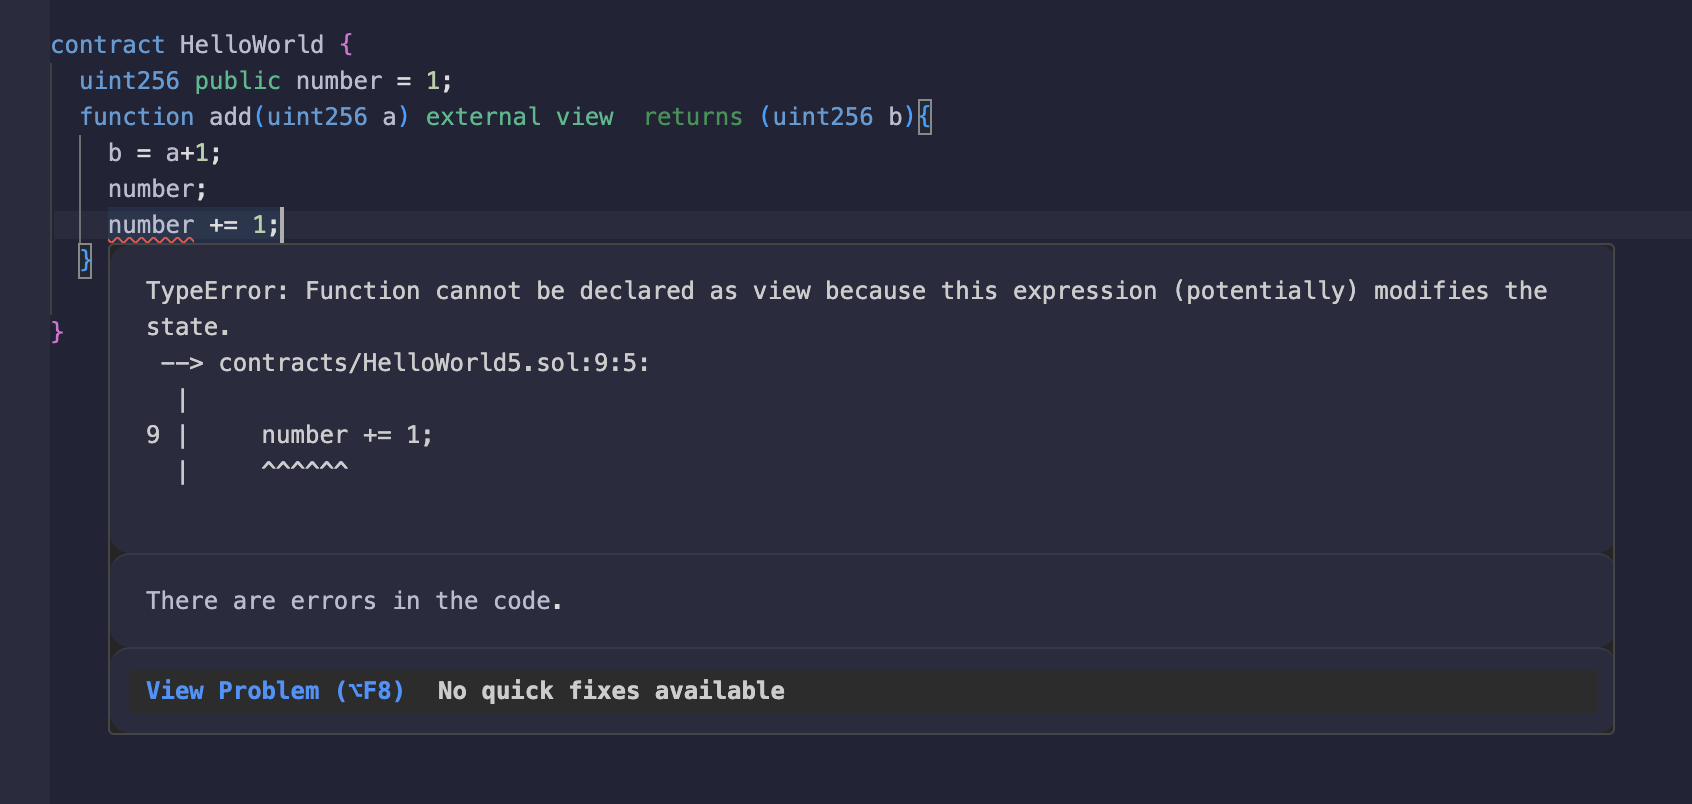 contract HelloWorld {
uint256 public number = 1;
function add(uint256 a) external view  returns (uint256 b){
b = a+1;
number;
number += 1;
}
TypeError: Function cannot be declared as view because this expression (potentially) modifies the
state.
}
--> contracts/HelloWorld5.sol:9:5:
|
9 |     number += 1;
|     ^^^^^^
There are errors in the code.
View Problem (⌥F8)  No quick fixes available